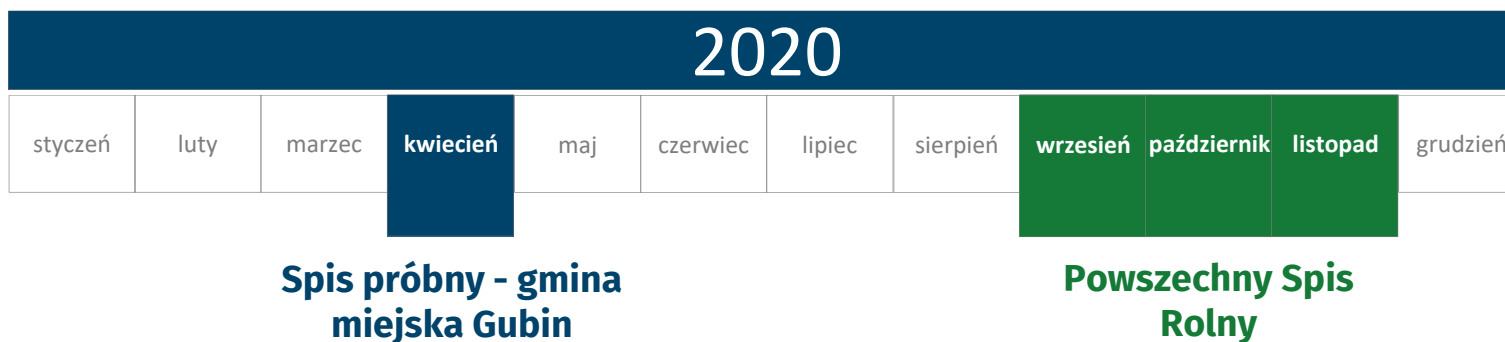 2020
styczeń luty marzec kwiecień maj czerwiec lipiec sierpień wrzesień październik listopad grudzień
Spis próbny - gmina
miejska Gubin
Powszechny Spis
Rolny